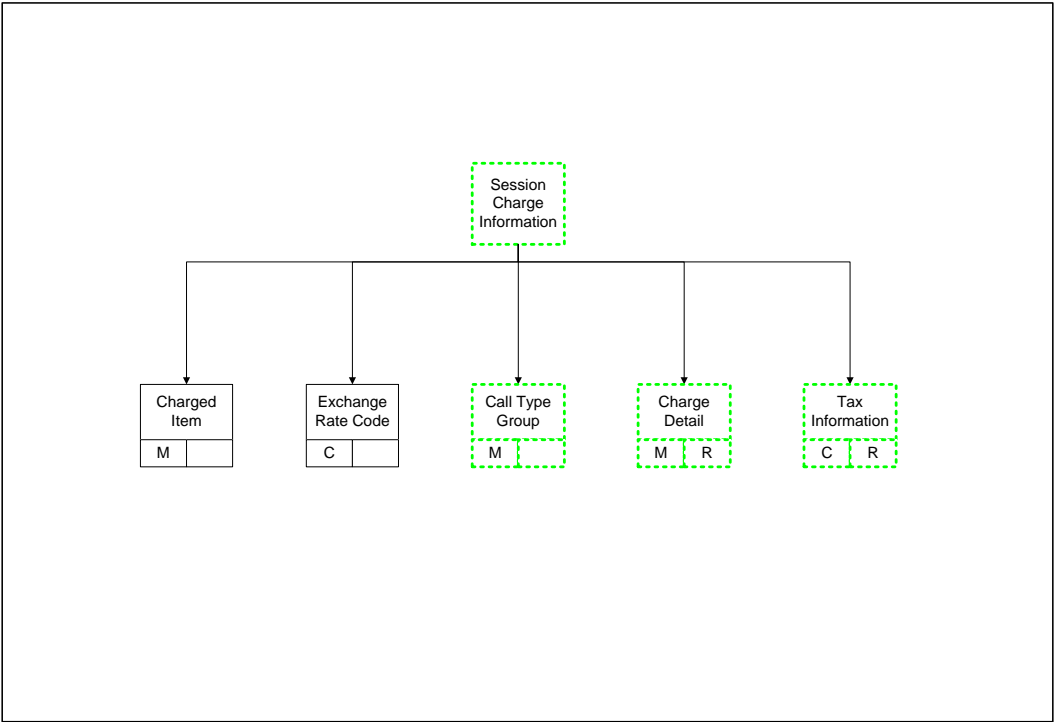 Session
Charge
Information
Charged
Item
M
Exchange
Rate Code
C
Call Type
Group
M
Charge
Detail
M R
Tax
Information
C R